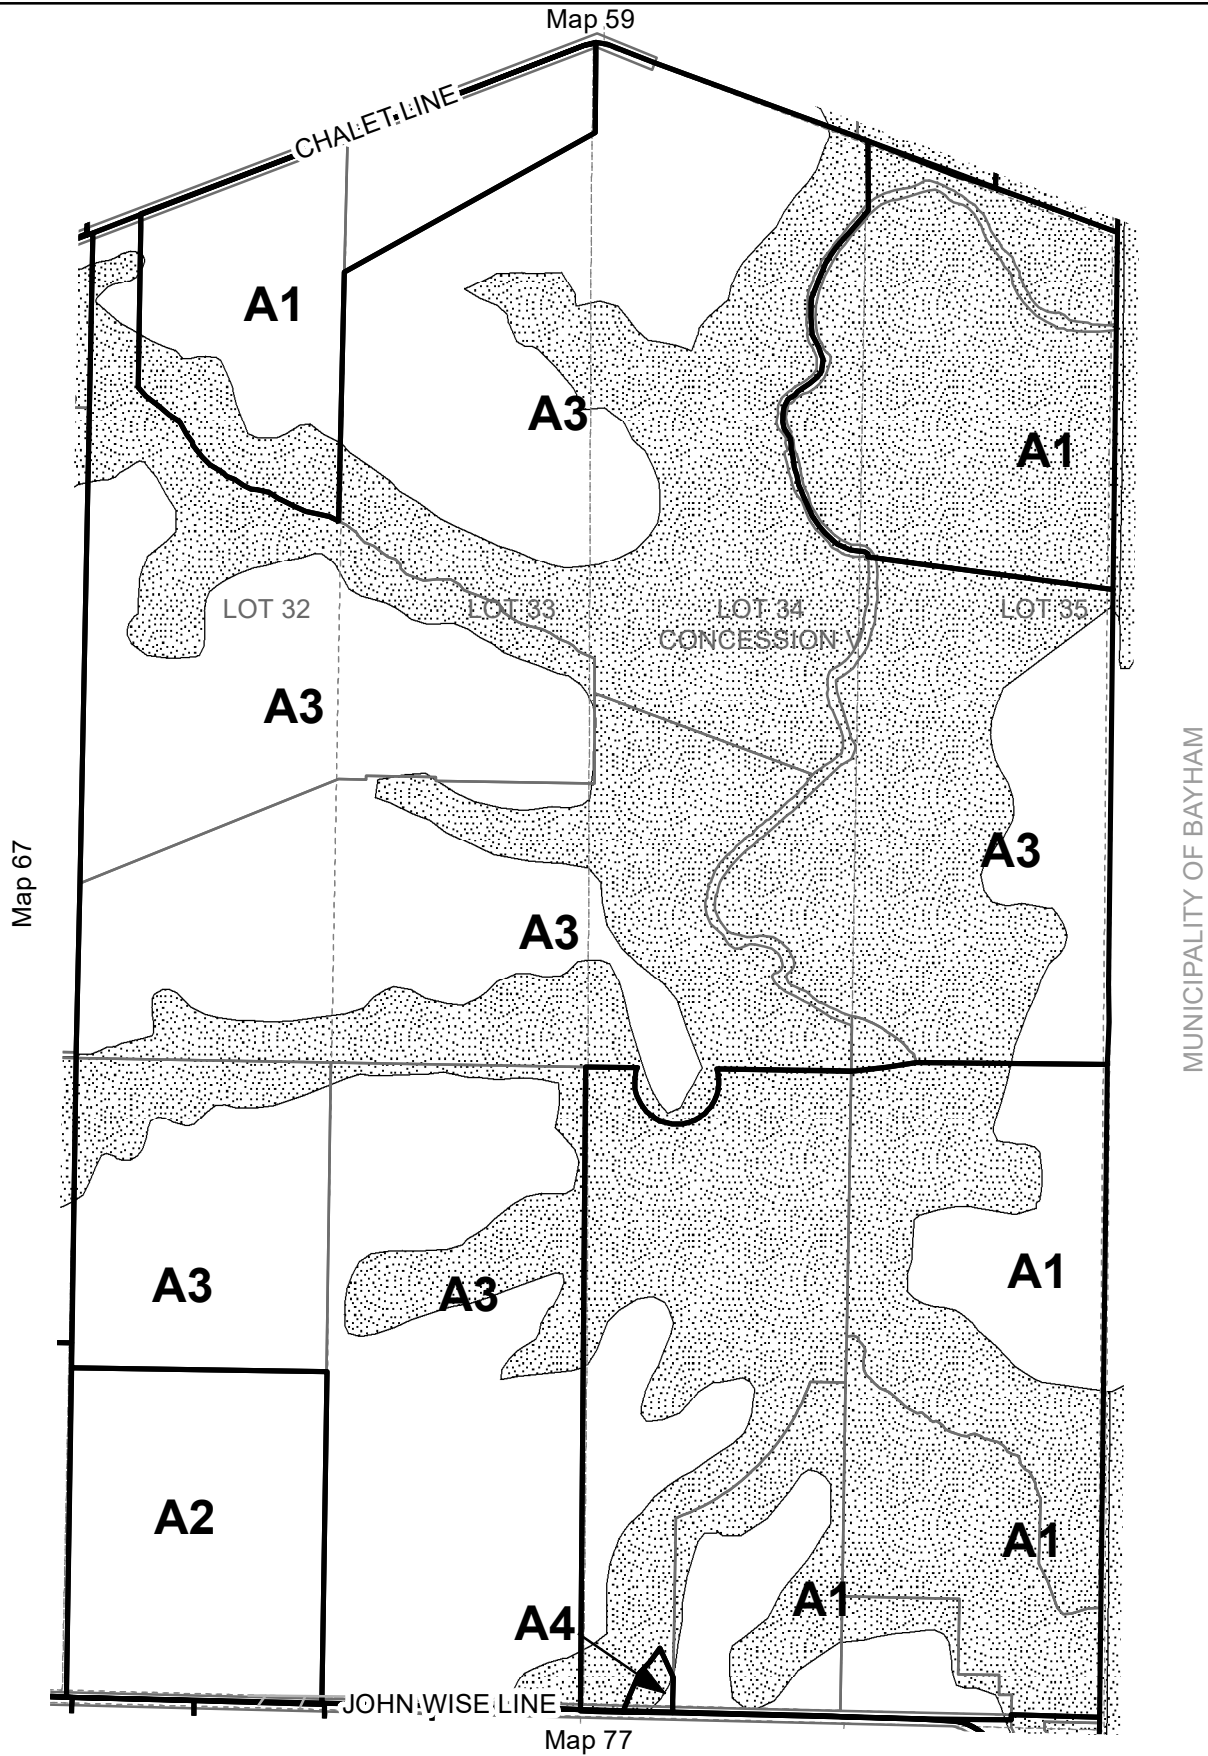 Map 59
CHALET LINE
A1
A3
A1
LOT 32
LOT 33
LOT 34
LOT 35
CONCESSION V
A3
MUNICIPALITY OF BAYHAM
Map 67
A3
A3
A3
A3
A1
A2
A1
A1
A4
JOHN WISE LINE
Map 77